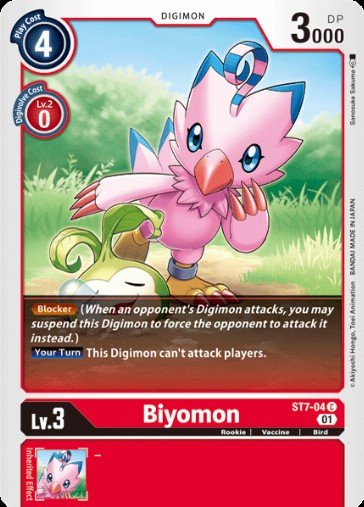 Play Cost
4
DIGIMON
3000
DP
Digivolve Cost
Lv.2
0
Sanosuke Sakuma
©Akiyoshi Hongo, Toei Animation BANDAI MADE IN JAPAN
Blocker (When an opponent's Digimon attacks, you may
suspend this Digimon to force the opponent to attack it
instead.)
Your Turn This Digimon can't attack players.
Lv.3
Biyomon
ST7-04 C
01
Rookie | Vaccine | Bird
Inherited Effect
–